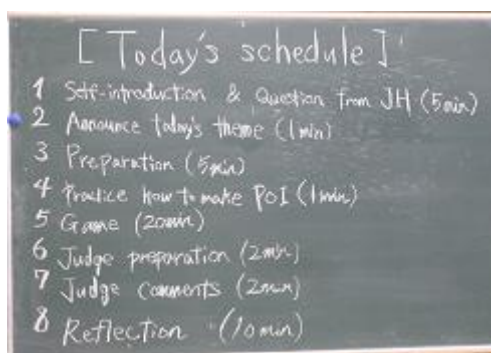 [Today's schedule]
1 Self-introduction & Question from JH (5min)
2 Announce today's theme (1min)
3 Preparation (5min)
4 Practice how to make POI (1min)
5 Game (20min)
6 Judge preparation (2min)
7 Judge comments (2min)
8 Reflection (10min)